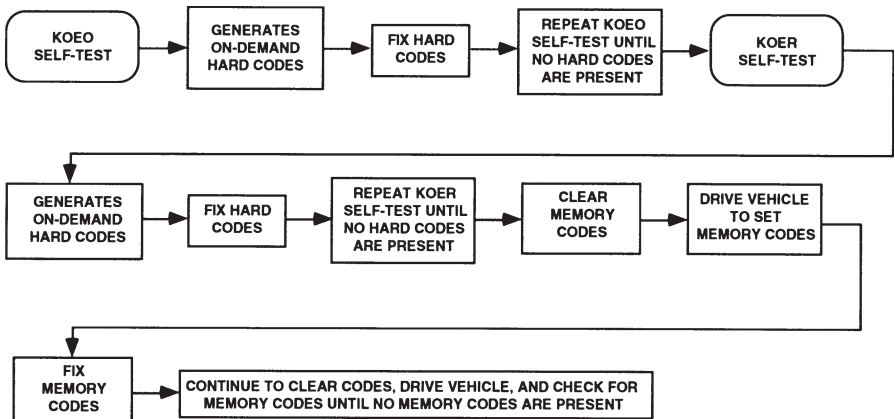 KOEO
SELF-TEST
GENERATES
ON-DEMAND
HARD CODES
FIX HARD
CODES
REPEAT KOEO
SELF-TEST UNTIL
NO HARD CODES
ARE PRESENT
KOER
SELF-TEST
GENERATES
ON-DEMAND
HARD CODES
FIX HARD
CODES
REPEAT KOER
SELF-TEST UNTIL
NO HARD CODES
ARE PRESENT
CLEAR
MEMORY
CODES
DRIVE VEHICLE
TO SET
MEMORY CODES
FIX
MEMORY
CODES
CONTINUE TO CLEAR CODES, DRIVE VEHICLE, AND CHECK FOR
MEMORY CODES UNTIL NO MEMORY CODES ARE PRESENT